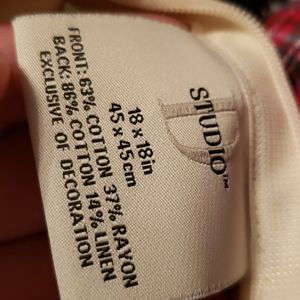 D
STUDIO™
18 x 18in
45 x 45cm
FRONT: 63% COTTON 37% RAYON
BACK: 86% COTTON 14% LINEN
EXCLUSIVE OF DECORATION